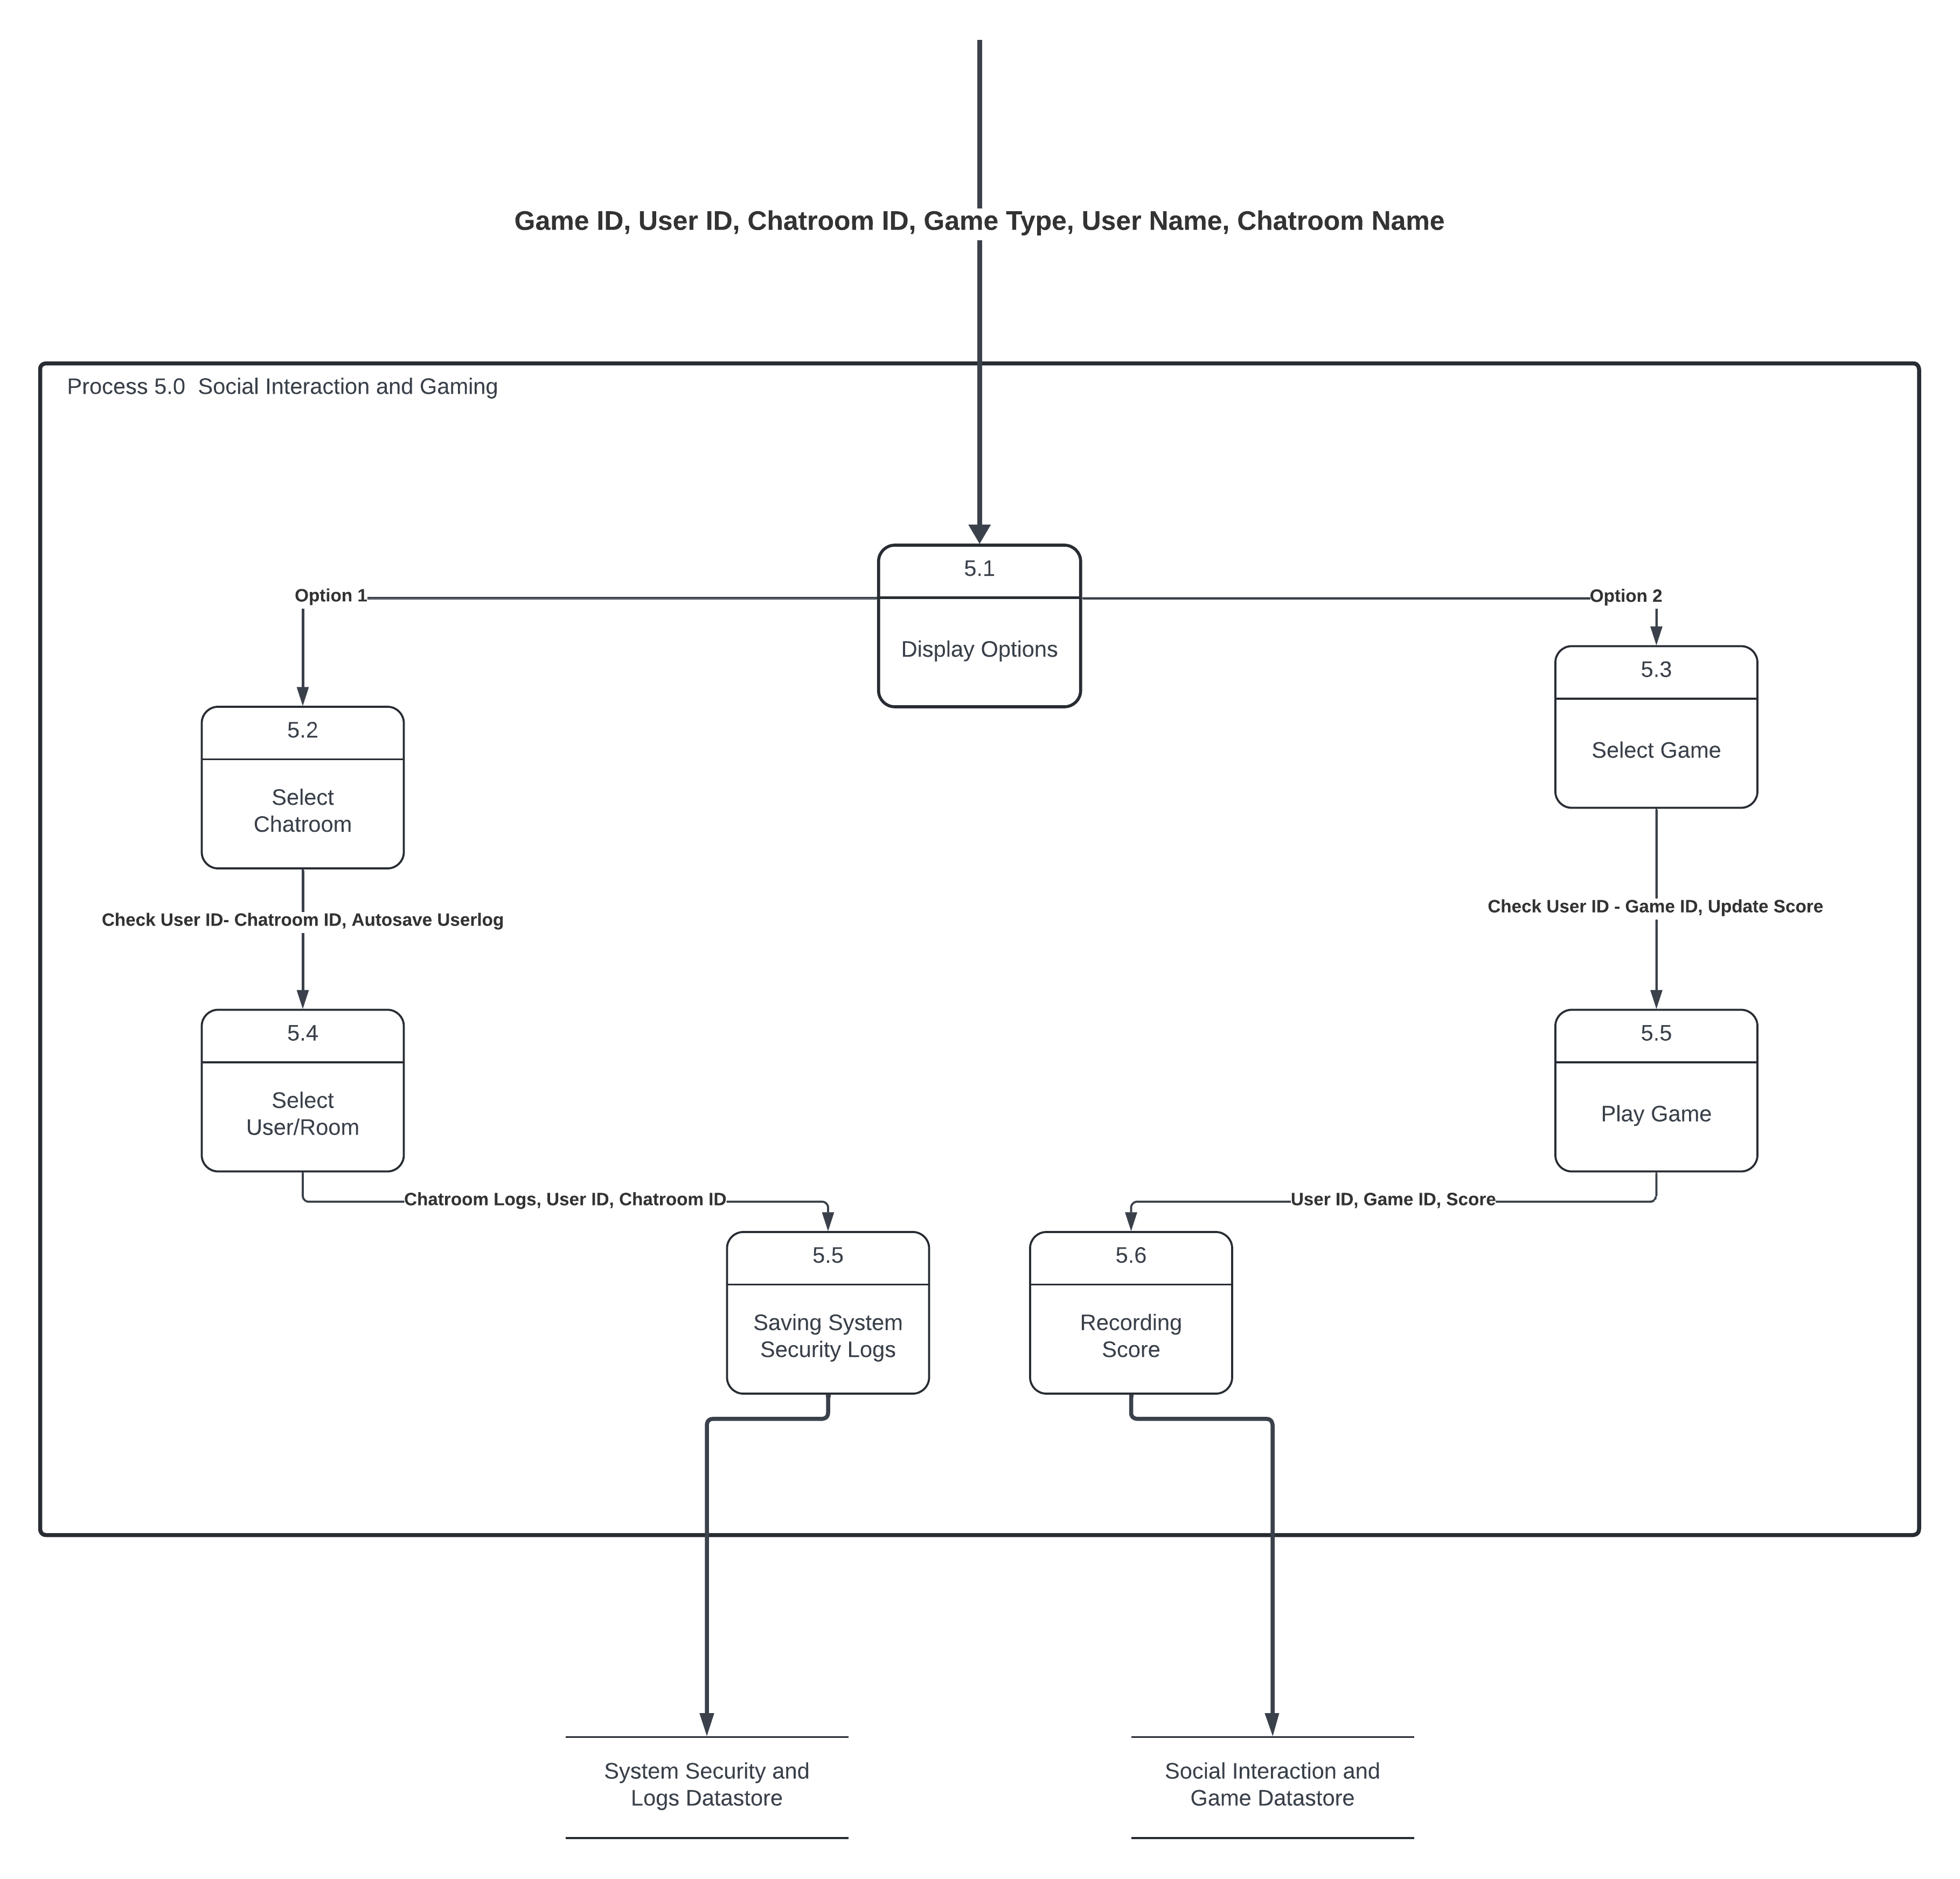 Game ID, User ID, Chatroom ID, Game Type, User Name, Chatroom Name
Process 5.0  Social Interaction and Gaming
5.1
Display Options
Option 1
Option 2
5.2
Select
Chatroom
5.3
Select Game
Check User ID- Chatroom ID, Autosave Userlog
Check User ID - Game ID, Update Score
5.4
Select
User/Room
5.5
Play Game
Chatroom Logs, User ID, Chatroom ID
User ID, Game ID, Score
5.5
Saving System
Security Logs
5.6
Recording
Score
System Security and
Logs Datastore
Social Interaction and
Game Datastore